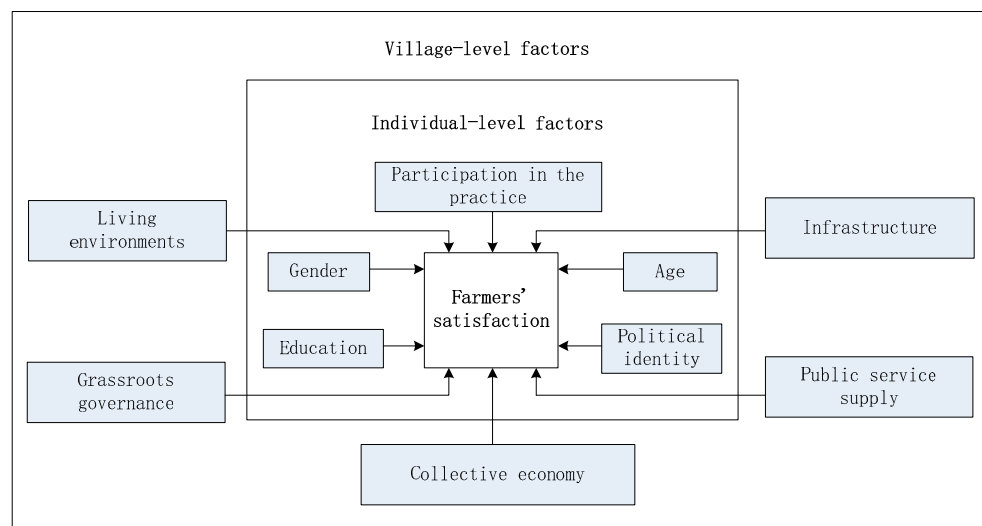 Village-level factors
Individual-level factors
Participation in the
practice
Living
environments
Infrastructure
Gender
Age
Farmers’
satisfaction
Education
Political
identity
Grassroots
governance
Public service
supply
Collective economy